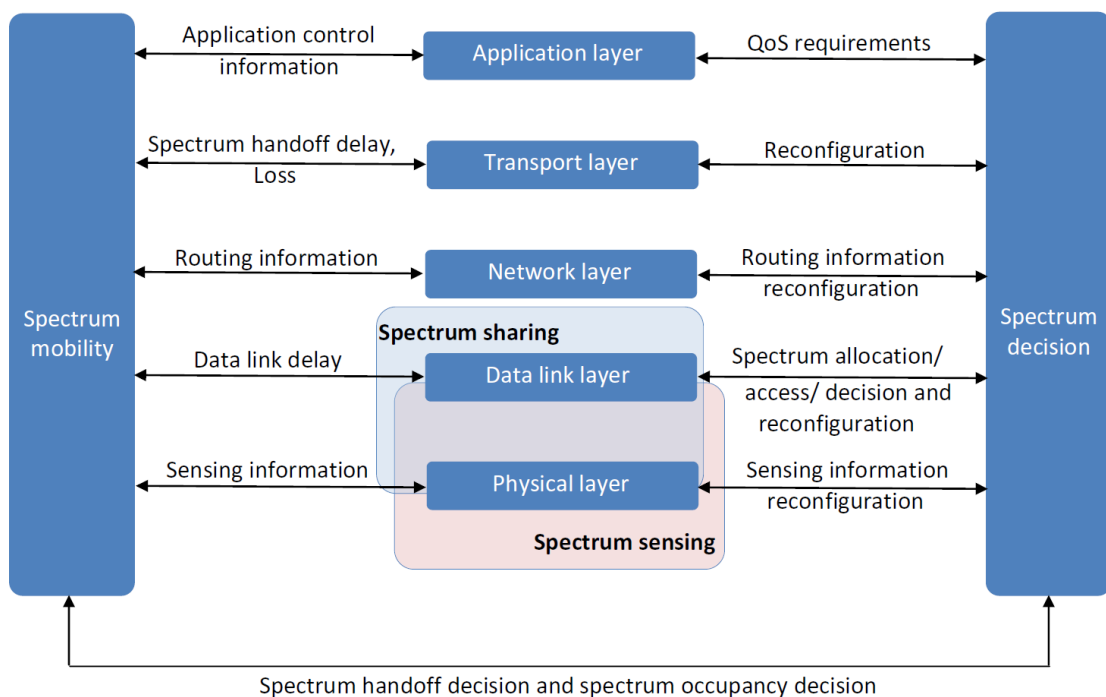 Application control
information
Application layer
QoS requirements
Spectrum handoff delay,
Loss
Transport layer
Reconfiguration
Routing information
Network layer
Routing information
reconfiguration
Spectrum
mobility
Spectrum sharing
Spectrum
decision
Data link delay
Data link layer
Spectrum allocation/
access/ decision and
reconfiguration
Sensing information
Physical layer
Sensing information
reconfiguration
Spectrum sensing
Spectrum handoff decision and spectrum occupancy decision